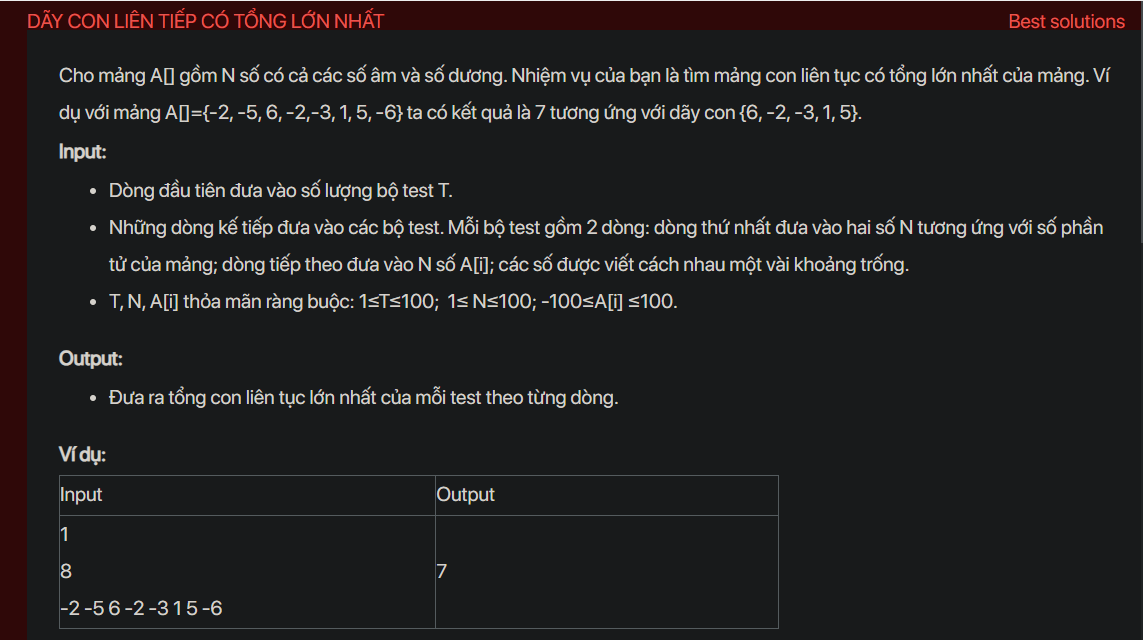 DÃY CON LIÊN TIẾP CÓ TỔNG LỚN NHẤT
Best solutions
Cho mảng A[] gồm N số có cả các số âm và số dương. Nhiệm vụ của bạn là tìm mảng con liên tục có tổng lớn nhất của mảng. Ví
dụ với mảng A[]={-2, -5, 6, -2,-3, 1, 5, -6} ta có kết quả là 7 tương ứng với dãy con {6, -2, -3, 1, 5}.
Input:
• Dòng đầu tiên đưa vào số lượng bộ test T.
• Những dòng kế tiếp đưa vào các bộ test. Mỗi bộ test gồm 2 dòng: dòng thứ nhất đưa vào hai số N tương ứng với số phần
tử của mảng; dòng tiếp theo đưa vào N số A[i]; các số được viết cách nhau một vài khoảng trống.
• T, N, A[i] thỏa mãn ràng buộc: 1≤T≤100; 1≤ N≤100; -100≤A[i] ≤100.
Output:
• Đưa ra tổng con liên tục lớn nhất của mỗi test theo từng dòng.
Ví dụ:
Input
Output
1
8
-2 -5 6 -2 -3 1 5 -6
7